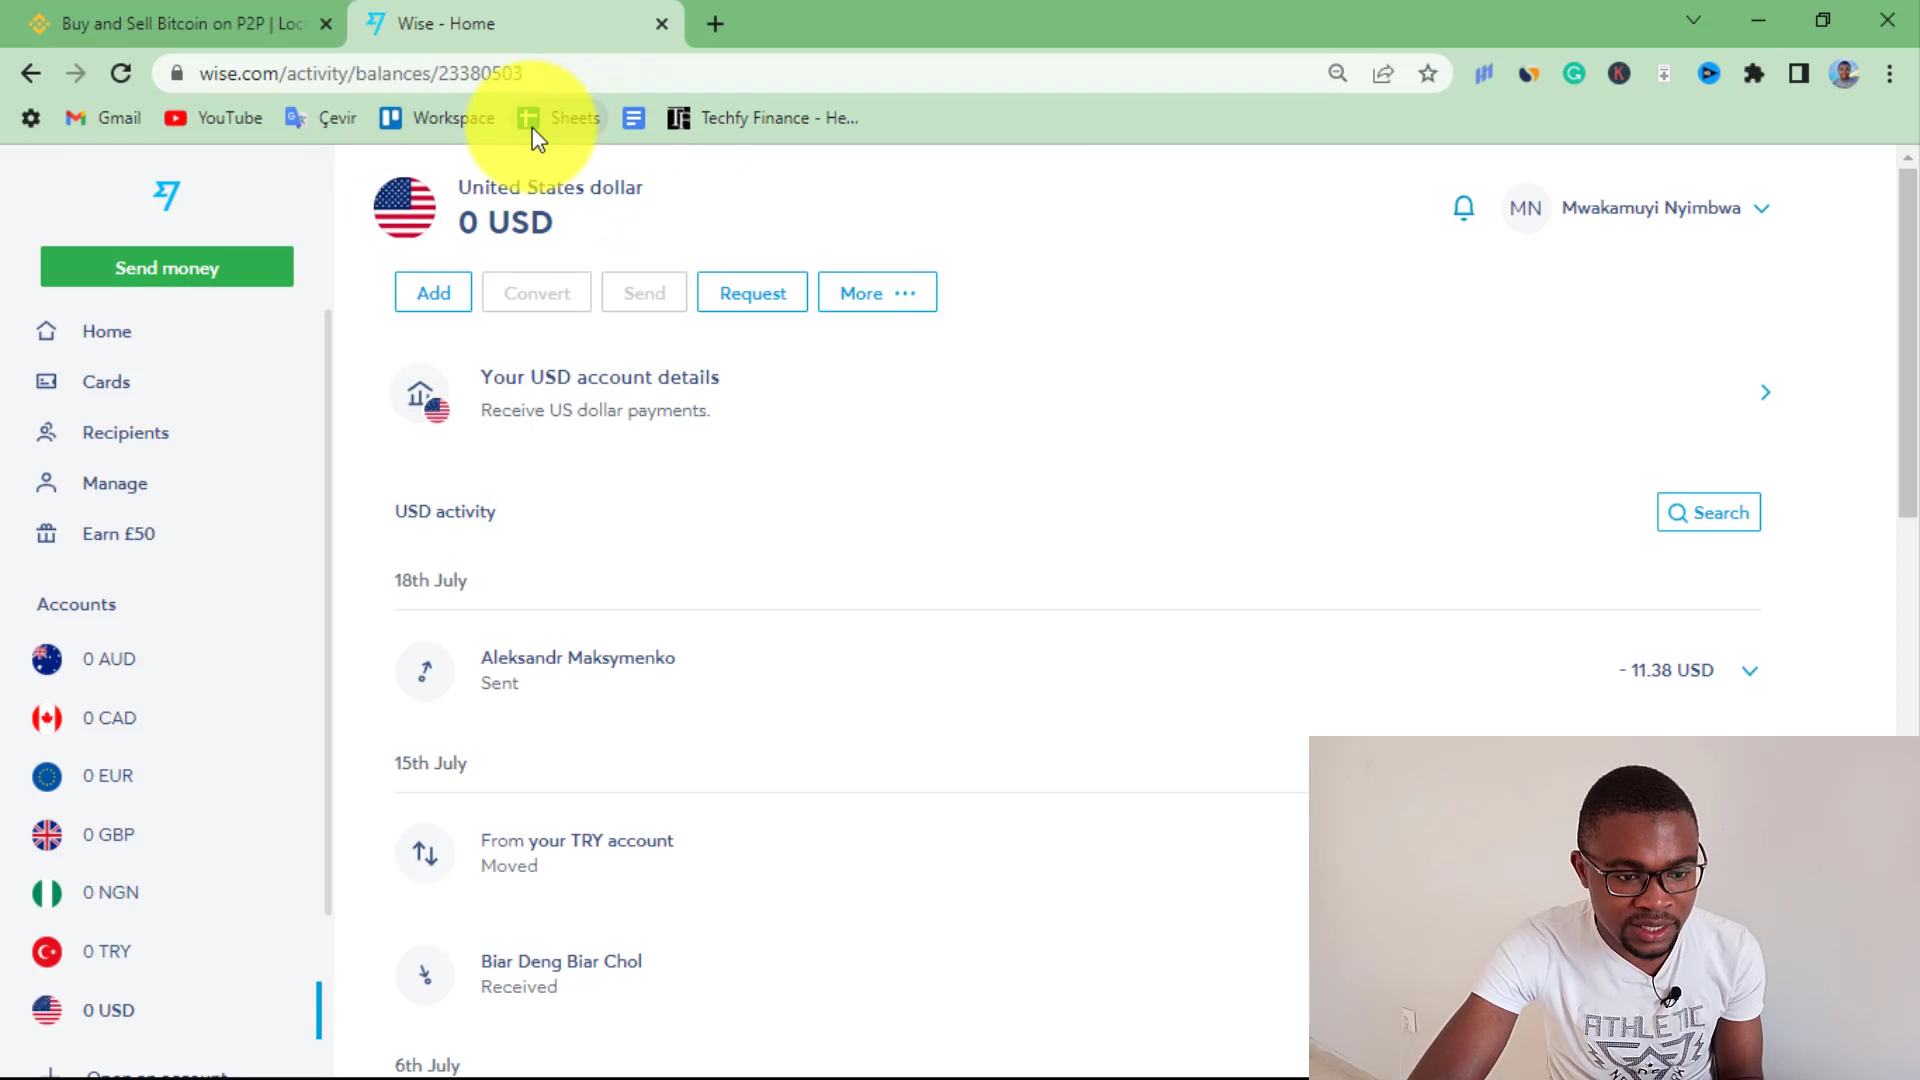 Buy and Sell Bitcoin on P2P | Loc
Wise - Home
wise.com/activity/balances/23380503
Gmail
YouTube
Çevir
Workspace
Sheets
Techfy Finance - He...
United States dollar
0 USD
MN
Mwakamuyi Nyimbwa
Send money
Add
Convert
Send
Request
More
Home
Cards
Recipients
Manage
Earn £50
Your USD account details
Receive US dollar payments.
USD activity
Search
18th July
Accounts
0 AUD
0 CAD
0 EUR
0 GBP
0 NGN
0 TRY
0 USD
Aleksandr Maksymenko
Sent
- 11.38 USD
15th July
From your TRY account
Moved
Biar Deng Biar Chol
Received
6th July
Open an account
ATHLETIC